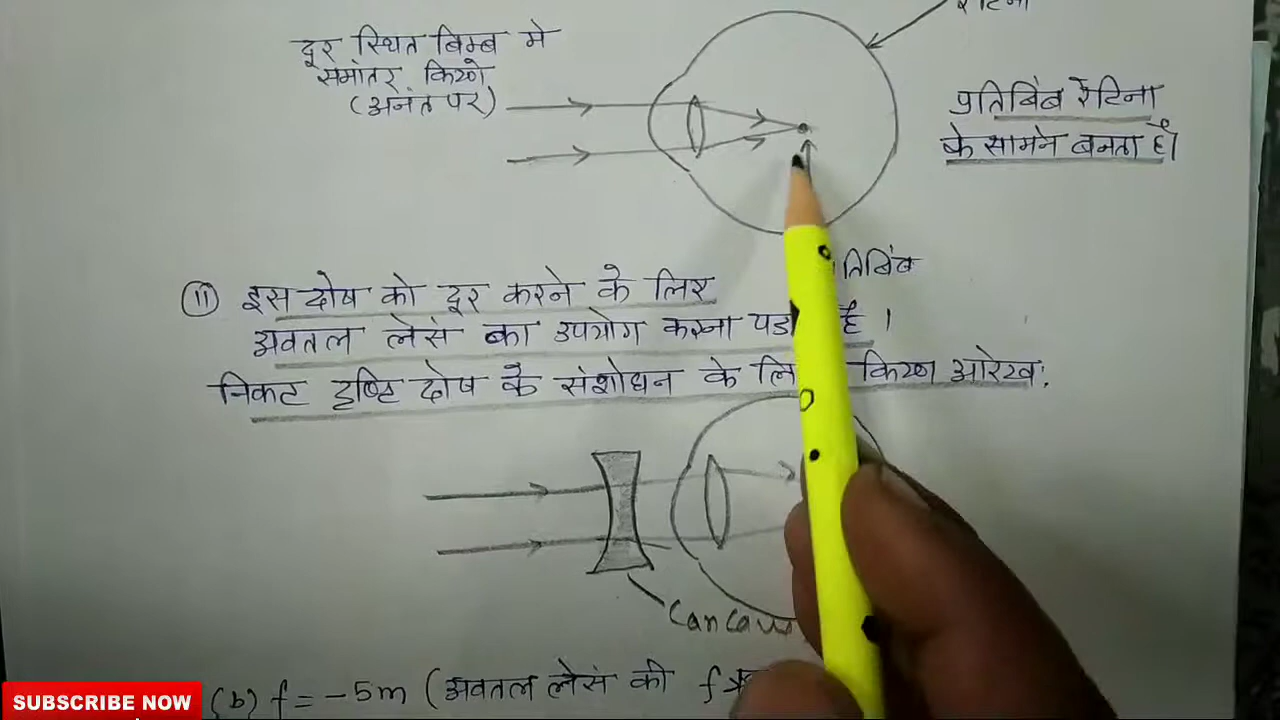 रेटिना
दूर स्थित बिम्ब मे
समांतर किरणे
(अनंत पर)
प्रतिबिंब रेटिना
के सामने बनता है।
तिबिंब
(ii) इस दोष को दूर करने के लिए
अवतल लेसं का उपयोग करना पडा है ।
निकट दृष्टि दोष के संशोधन के लि किरण आरेख.
Concav
(b) f = -5m (अवतल लेसं की f
SUBSCRIBE NOW